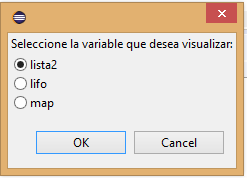 Seleccione la variable que desea visualizar:
lista2
lifo
map
OK Cancel